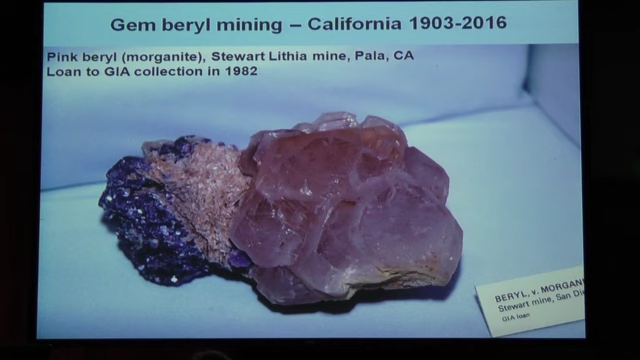 Gem beryl mining – California 1903-2016
Pink beryl (morganite), Stewart Lithia mine, Pala, CA
Loan to GIA collection in 1982
BERYL, v. MORGAN
Stewart mine, San Die
GIA loan